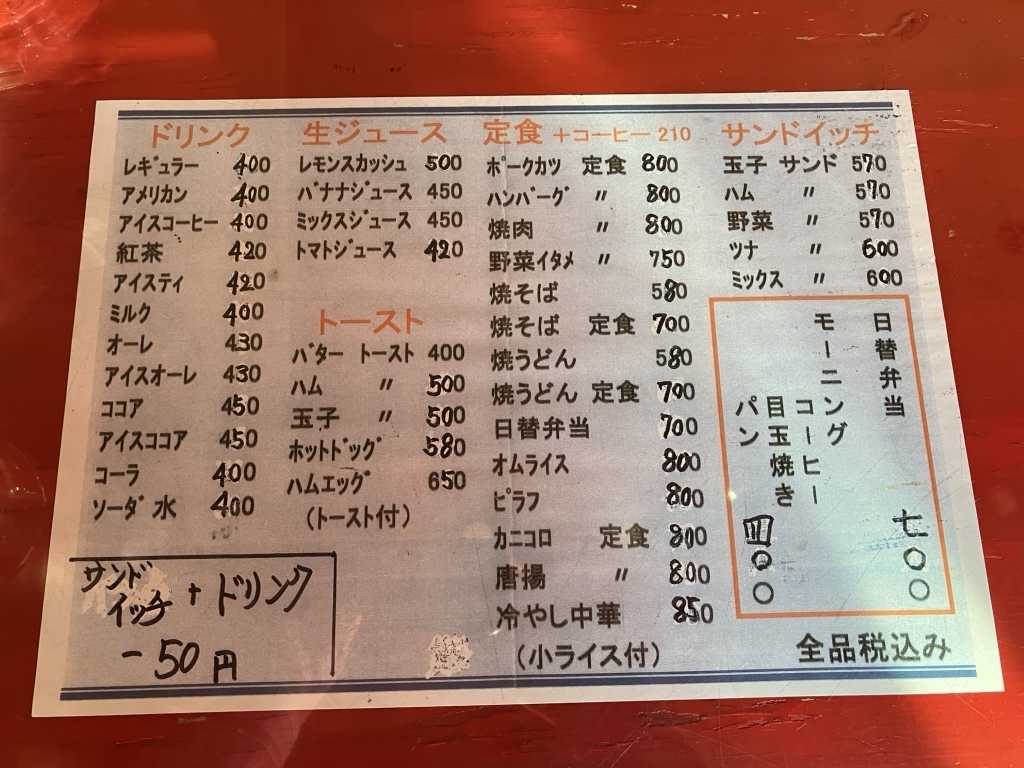 ドリンク
レギュラー 400
アメリカン 400
アイスコーヒー 400
紅茶 420
アイスティ 420
ミルク 400
オーレ 430
アイスオーレ 430
ココア 450
アイスココア 450
コーラ 400
ソーダ水 400
サンドイッチ + ドリンク
-50円
生ジュース
レモンスカッシュ 500
バナナジュース 450
ミックスジュース 450
トマトジュース 420
トースト
バター トースト 400
ハム 〃 500
玉子 〃 500
ホットドッグ 580
ハムエッグ 650
(トースト付)
定食 +コーヒー 210
ポークカツ 定食 800
ハンバーグ 〃 800
焼肉 〃 800
野菜イタメ 〃 750
焼そば 580
焼そば 定食 700
焼うどん 580
焼うどん 定食 700
日替弁当 700
オムライス 800
ピラフ 800
カニコロ 定食 800
唐揚 〃 800
冷やし中華 850
(小ライス付)
サンドイッチ
玉子 サンド 570
ハム 〃 570
野菜 〃 570
ツナ 〃 600
ミックス 〃 600
日替弁当 七〇〇
モーニング
コーヒー
目玉焼き
パン 四〇〇
全品税込み